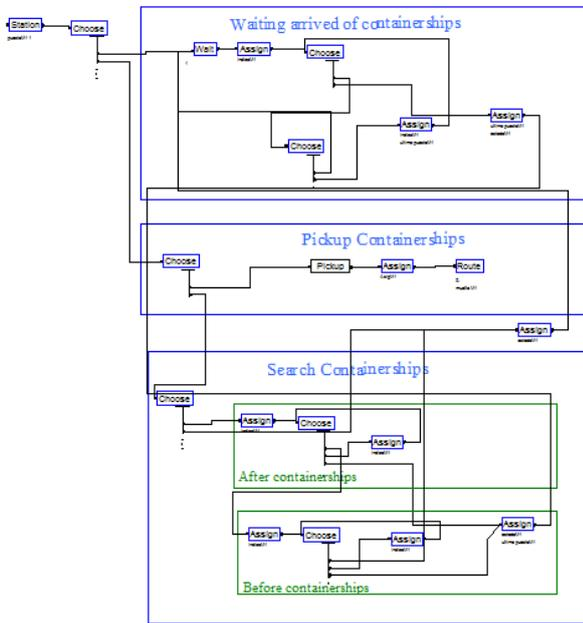 Station
Choose
Waiting arrived of containerships
Wait
Assign
Choose
Assign
Assign
Choose
Pickup Containerships
Choose
Pickup
Assign
Route
Assign
Search Containerships
Choose
Assign
Choose
Assign
After containerships
Assign
Choose
Assign
Assign
Before containerships